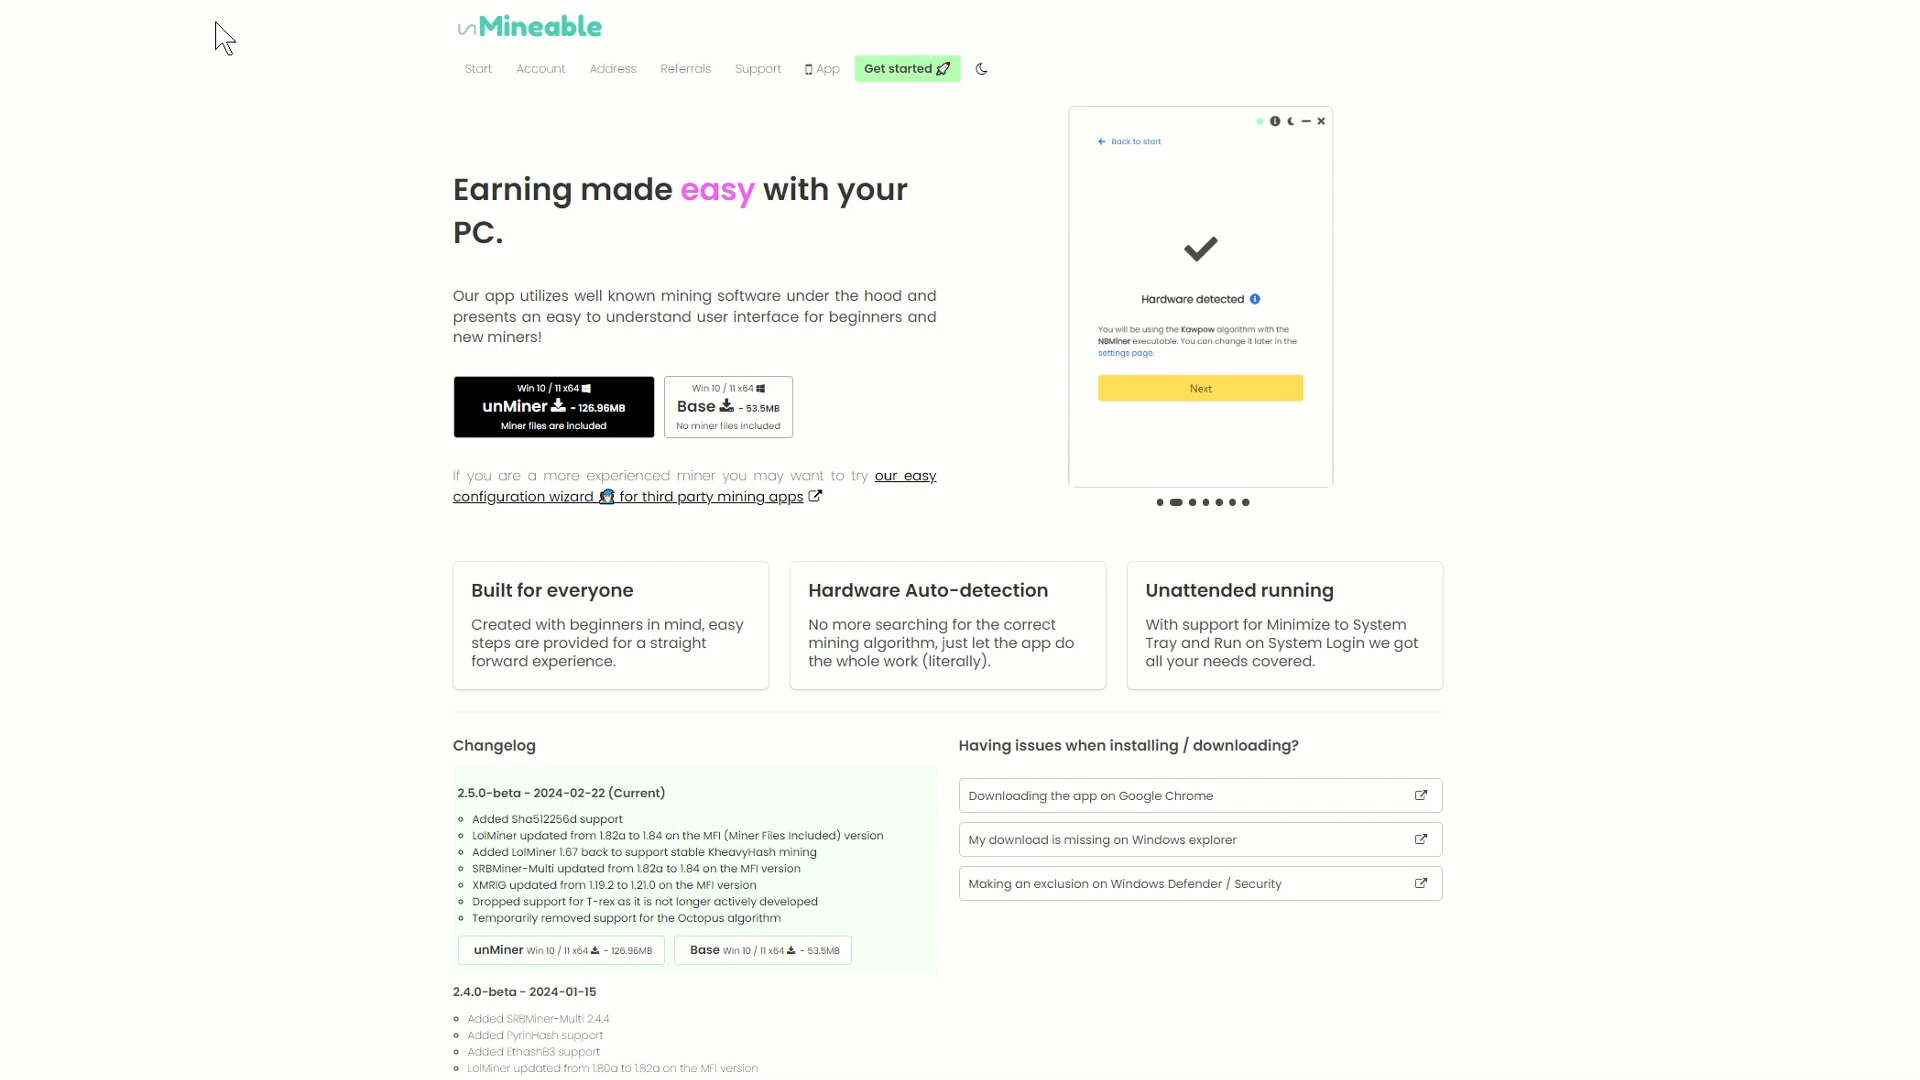 unMineable
Start Account Address Referrals Support App Get started
Earning made easy with your
PC.
Our app utilizes well known mining software under the hood and
presents an easy to understand user interface for beginners and
new miners!
Win 10 / 11 x64
unMiner - 126.96MB
Miner files are included
Win 10 / 11 x64
Base - 53.5MB
No miner files included
If you are a more experienced miner you may want to try our easy
configuration wizard for third party mining apps
Back to start
Hardware detected
You will be using the Kawpow algorithm with the
NBMiner executable. You can change it later in the
settings page.
Next
Built for everyone
Created with beginners in mind, easy
steps are provided for a straight
forward experience.
Hardware Auto-detection
No more searching for the correct
mining algorithm, just let the app do
the whole work (literally).
Unattended running
With support for Minimize to System
Tray and Run on System Login we got
all your needs covered.
Changelog
2.5.0-beta - 2024-02-22 (Current)
Added Sha512256d support
LolMiner updated from 1.82a to 1.84 on the MFI (Miner Files Included) version
Added LolMiner 1.67 back to support stable KheavyHash mining
SRBMiner-Multi updated from 1.82a to 1.84 on the MFI version
XMRIG updated from 1.19.2 to 1.21.0 on the MFI version
Dropped support for T-rex as it is not longer actively developed
Temporarily removed support for the Octopus algorithm
unMiner Win 10 / 11 x64 - 126.96MB
Base Win 10 / 11 x64 - 53.5MB
2.4.0-beta - 2024-01-15
Added SRBMiner-Multi 2.4.4
Added PyrinHash support
Added EthashB3 support
LolMiner updated from 1.80a to 1.82a on the MFI version
Having issues when installing / downloading?
Downloading the app on Google Chrome
My download is missing on Windows explorer
Making an exclusion on Windows Defender / Security